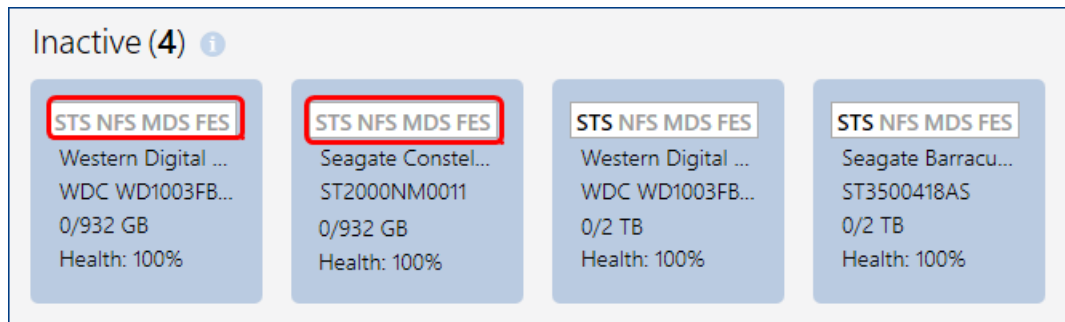 Inactive (4) i
STS NFS MDS FES
Western Digital ...
WDC WD1003FB...
0/932 GB
Health: 100%
STS NFS MDS FES
Seagate Constel...
ST2000NM0011
0/932 GB
Health: 100%
STS NFS MDS FES
Western Digital ...
WDC WD1003FB...
0/2 TB
Health: 100%
STS NFS MDS FES
Seagate Barracu...
ST3500418AS
0/2 TB
Health: 100%